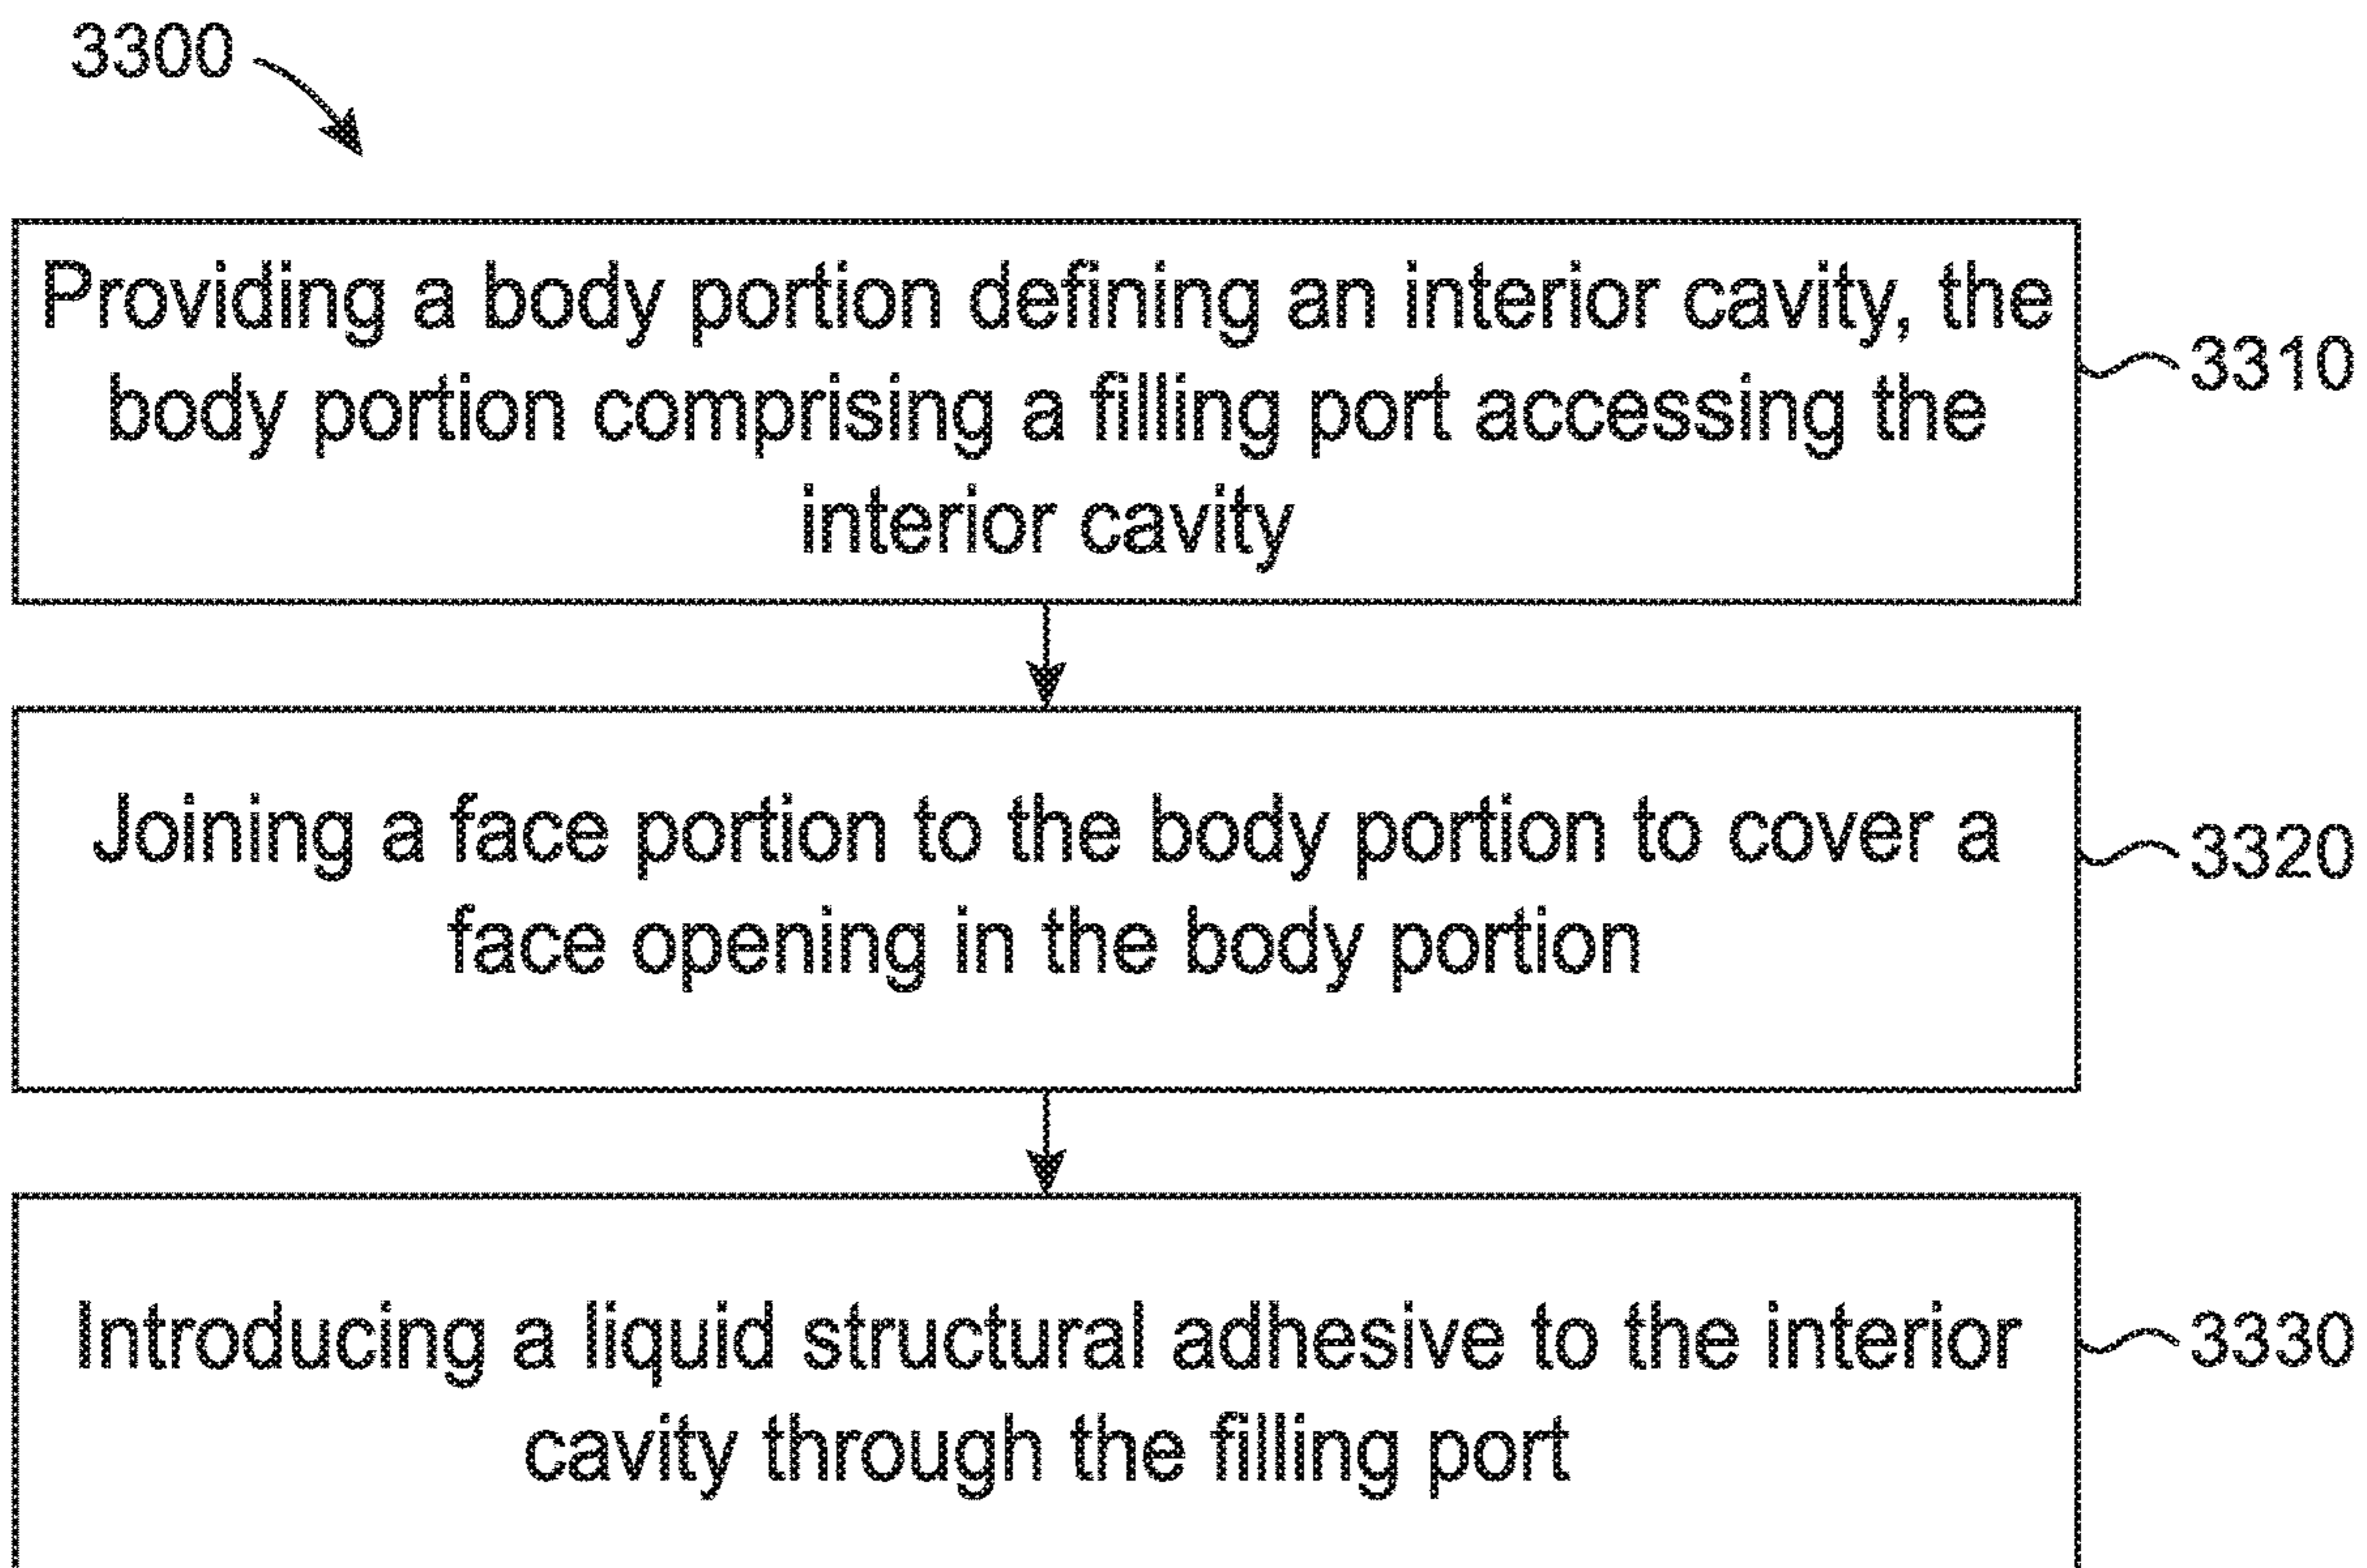 3300
Providing a body portion defining an interior cavity, the
body portion comprising a filling port accessing the
interior cavity
3310
Joining a face portion to the body portion to cover a
face opening in the body portion
3320
Introducing a liquid structural adhesive to the interior
cavity through the filling port
3330